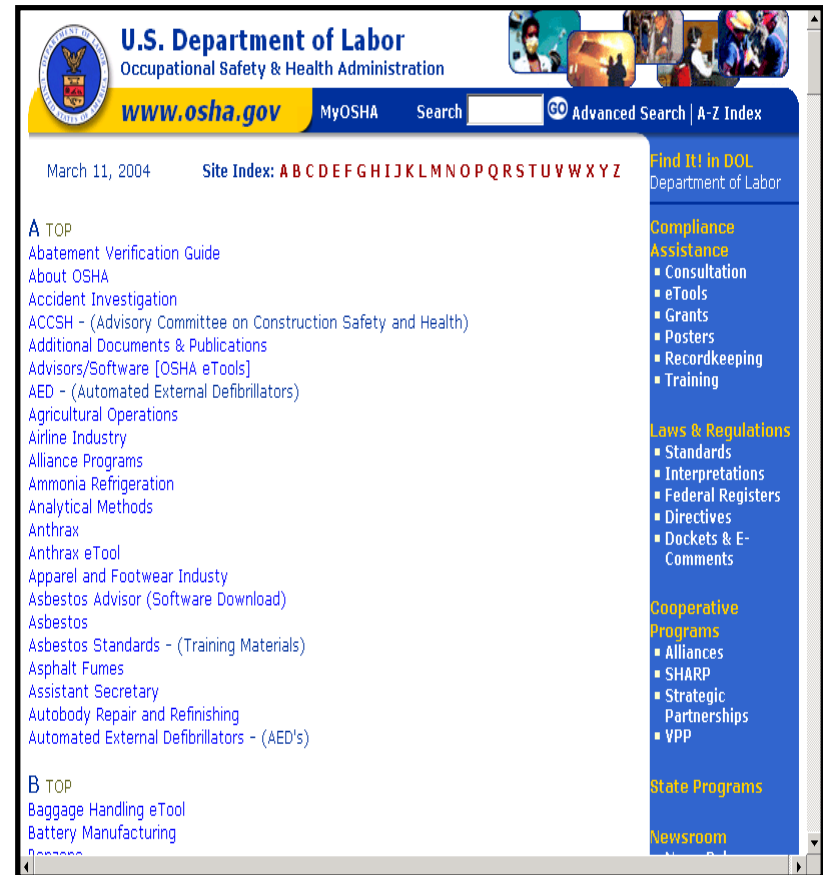 U.S. Department of Labor
Occupational Safety & Health Administration
www.osha.gov MyOSHA Search GO Advanced Search | A-Z Index
March 11, 2004 Site Index: A B C D E F G H I J K L M N O P Q R S T U V W X Y Z
A TOP
Abatement Verification Guide
About OSHA
Accident Investigation
ACCSH - (Advisory Committee on Construction Safety and Health)
Additional Documents & Publications
Advisors/Software [OSHA eTools]
AED - (Automated External Defibrillators)
Agricultural Operations
Airline Industry
Alliance Programs
Ammonia Refrigeration
Analytical Methods
Anthrax
Anthrax eTool
Apparel and Footwear Industy
Asbestos Advisor (Software Download)
Asbestos
Asbestos Standards - (Training Materials)
Asphalt Fumes
Assistant Secretary
Autobody Repair and Refinishing
Automated External Defibrillators - (AED's)
B TOP
Baggage Handling eTool
Battery Manufacturing
Find It! in DOL
Department of Labor
Compliance
Assistance
Consultation
eTools
Grants
Posters
Recordkeeping
Training
Laws & Regulations
Standards
Interpretations
Federal Registers
Directives
Dockets & E-
Comments
Cooperative
Programs
Alliances
SHARP
Strategic
Partnerships
VPP
State Programs
Newsroom